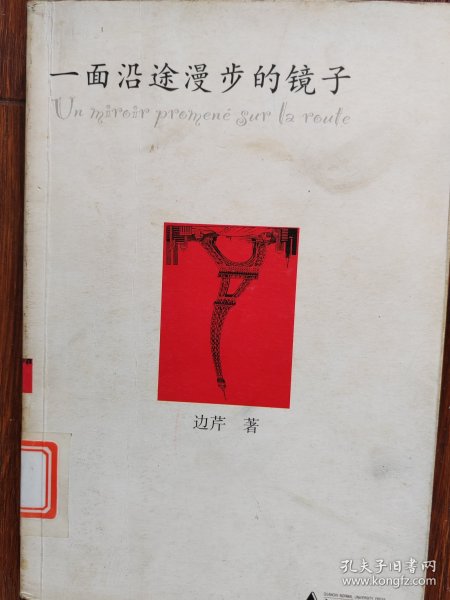 一面沿途漫步的镜子
Un miroir promené sur la route
边芹 著
孔夫子旧书网
www.kongfz.com